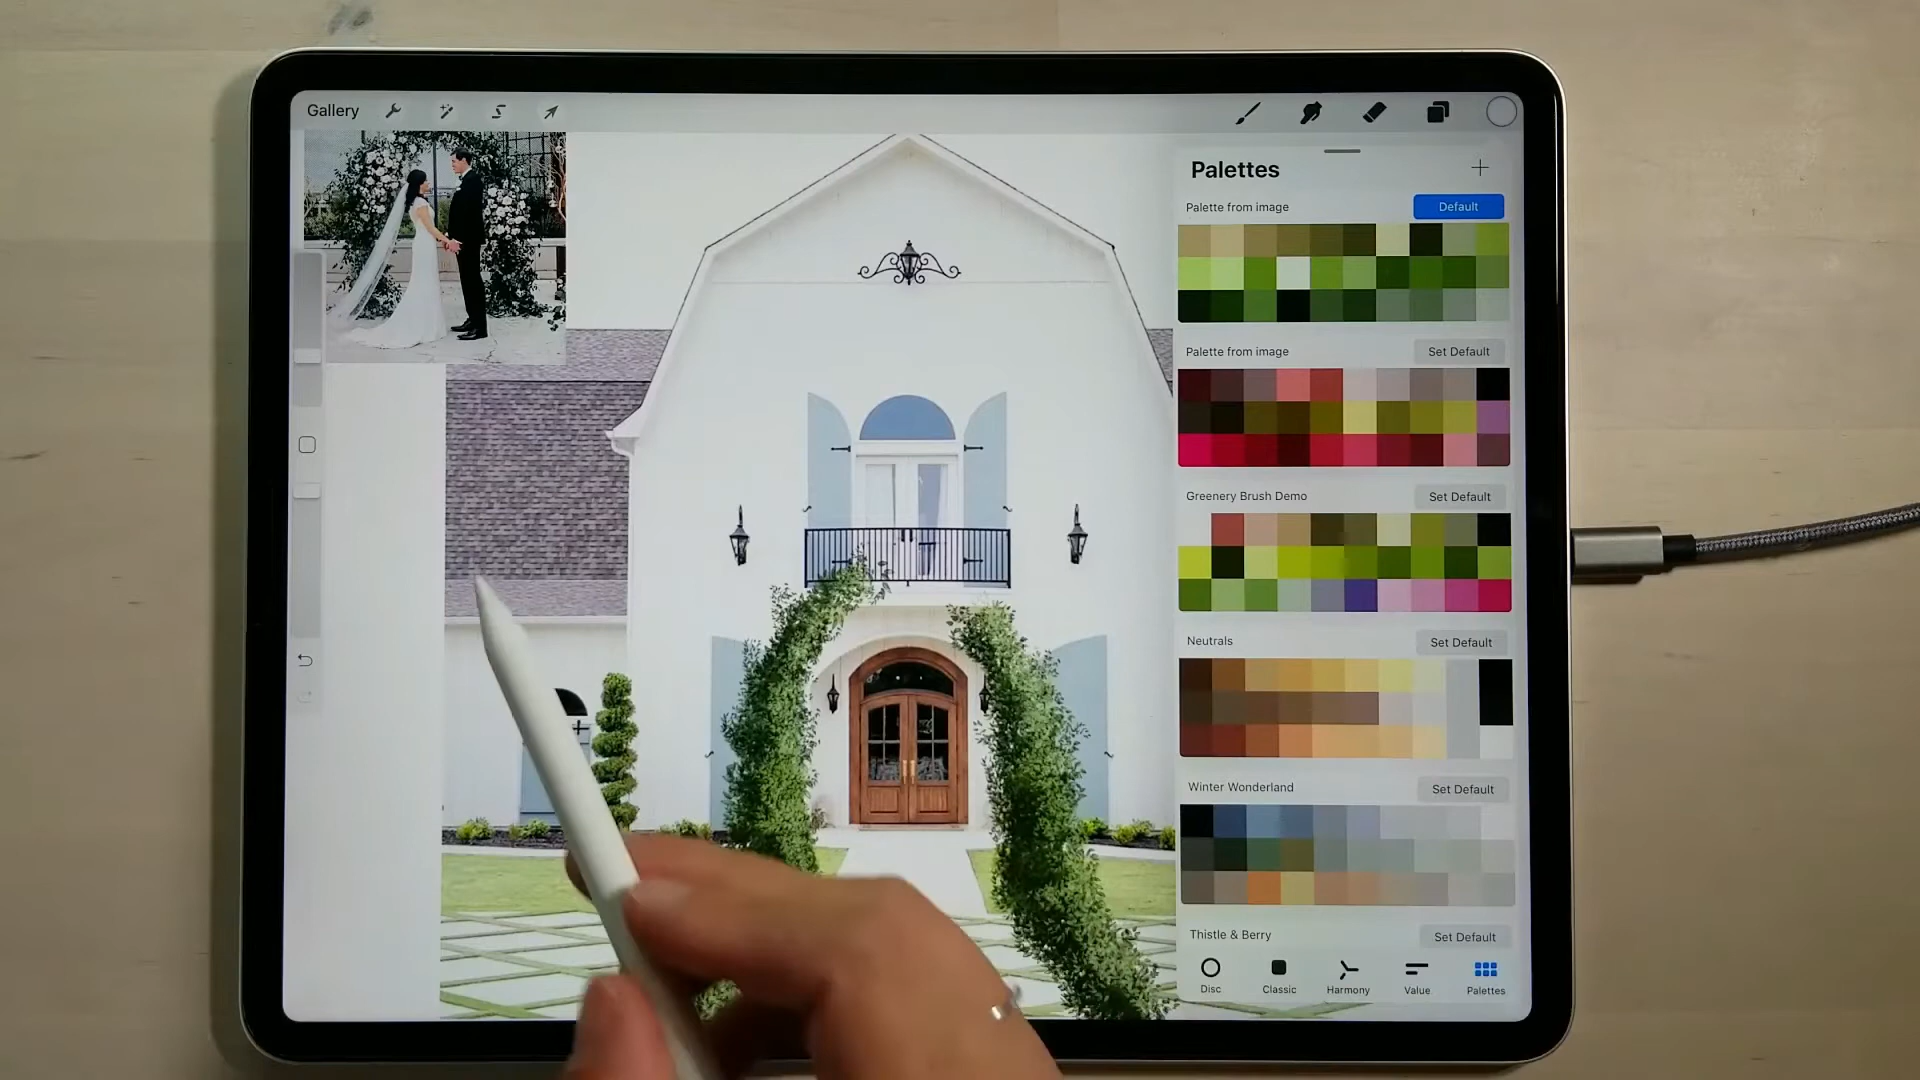 Gallery
Palettes
Palette from image
Default
Palette from image
Set Default
Greenery Brush Demo
Set Default
Neutrals
Set Default
Winter Wonderland
Set Default
Thistle & Berry
Set Default
Disc
Classic
Harmony
Value
Palettes